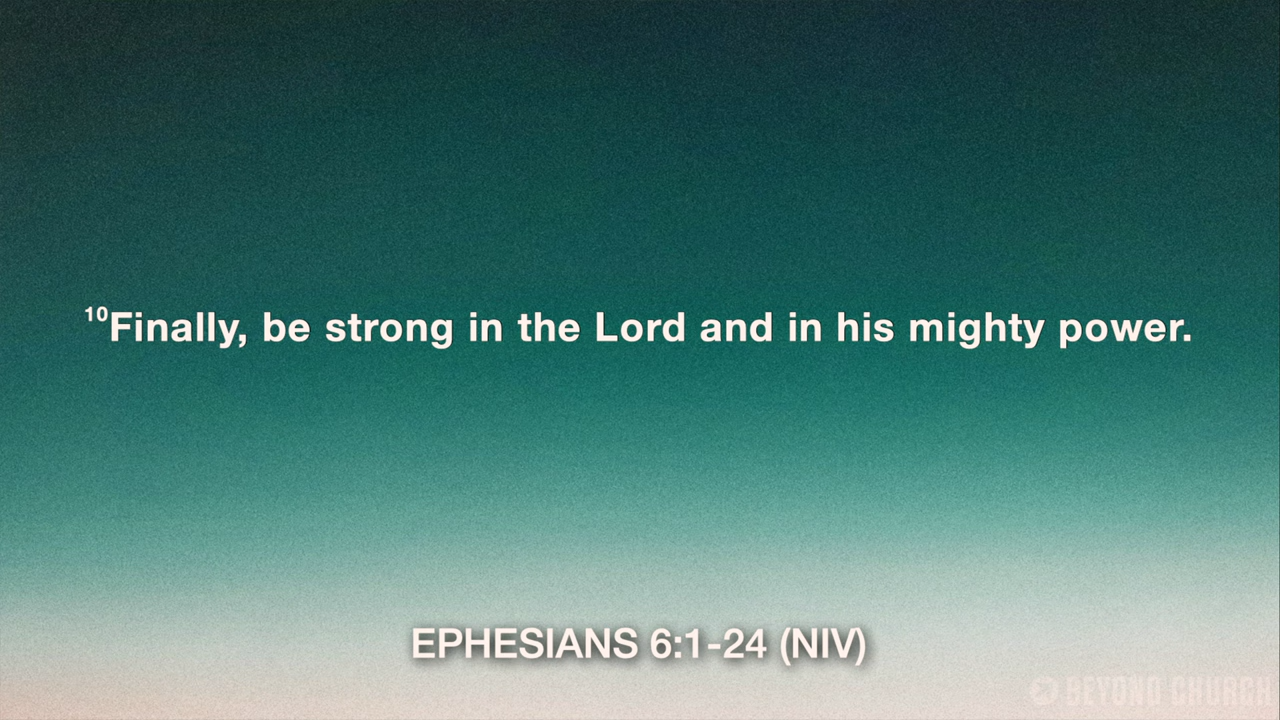 ¹⁰Finally, be strong in the Lord and in his mighty power.
EPHESIANS 6:1-24 (NIV)
BEYOND CHURCH